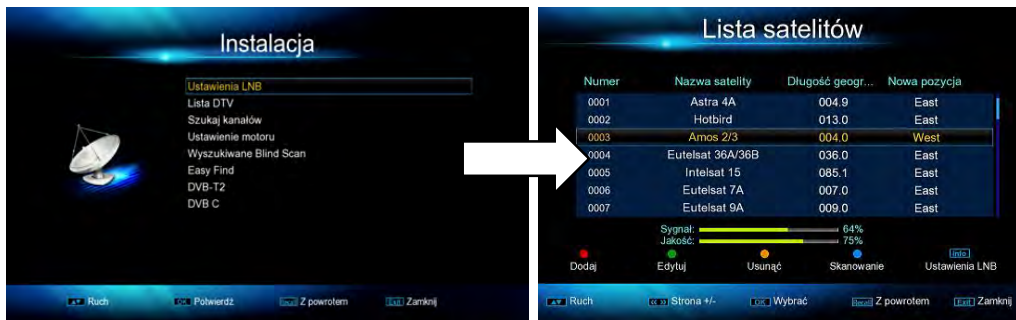 Instalacja
Ustawienia LNB
Lista DTV
Szukaj kanałów
Ustawienie motoru
Wyszukiwane Blind Scan
Easy Find
DVB-T2
DVB C
Ruch OK Potwierdź Recall Z powrotem Exit Zamknij
Lista satelitów
Numer Nazwa satelity Długość geogr... Nowa pozycja
0001 Astra 4A 004.9 East
0002 Hotbird 013.0 East
0003 Amos 2/3 004.0 West
0004 Eutelsat 36A/36B 036.0 East
0005 Intelsat 15 085.1 East
0006 Eutelsat 7A 007.0 East
0007 Eutelsat 9A 009.0 East
Sygnał: 64%
Jakość: 75%
Info
Dodaj Edytuj Usunąć Skanowanie Ustawienia LNB
Ruch Strona +/- OK Wybrać Recall Z powrotem Exit Zamknij